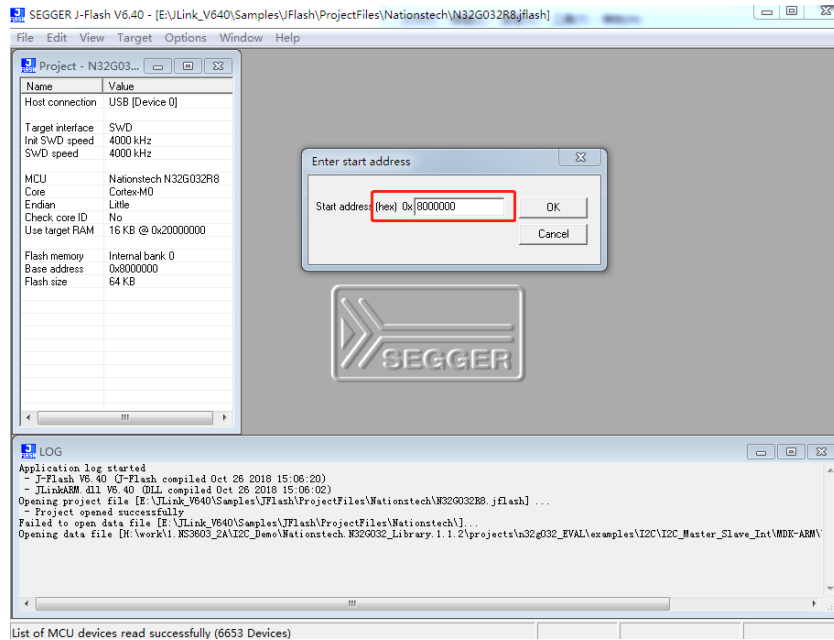 SEGGER J-Flash V6.40 - [E:\JLink_V640\Samples\JFlash\ProjectFiles\Nationstech\N32G032R8.jflash]
File Edit View Target Options Window Help
Project - N32G03...
Name Value
Host connection USB [Device 0]
Target interface SWD
Init SWD speed 4000 kHz
SWD speed 4000 kHz
MCU Nationstech N32G032R8
Core Cortex-M0
Endian Little
Check core ID No
Use target RAM 16 KB @ 0x20000000
Flash memory Internal bank 0
Base address 0x8000000
Flash size 64 KB
Enter start address
Start address (hex) 0x 8000000
OK
Cancel
SEGGER
LOG
Application log started
- J-Flash V6.40 (J-Flash compiled Oct 26 2018 15:06:20)
- JLinkARM.dll V6.40 (DLL compiled Oct 26 2018 15:06:02)
Opening project file [E:\JLink_V640\Samples\JFlash\ProjectFiles\Nationstech\N32G032R8.jflash] ...
- Project opened successfully
Failed to open data file [E:\JLink_V640\Samples\JFlash\ProjectFiles\Nationstech\]...
Opening data file [H:\work\1.NS3603_2A\I2C_Demo\Nationstech.N32G032_Library.1.1.2\projects\n32g032_EVAL\examples\I2C\I2C_Master_Slave_Int\MDK-ARM\
List of MCU devices read successfully (6653 Devices)